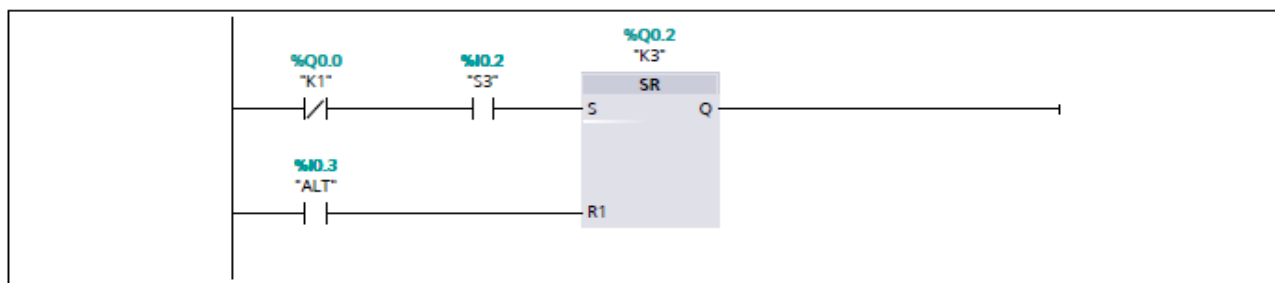 %Q0.2
"K3"
%Q0.0
"K1"
%I0.2
"S3"
SR
S
Q
%I0.3
"ALT"
R1